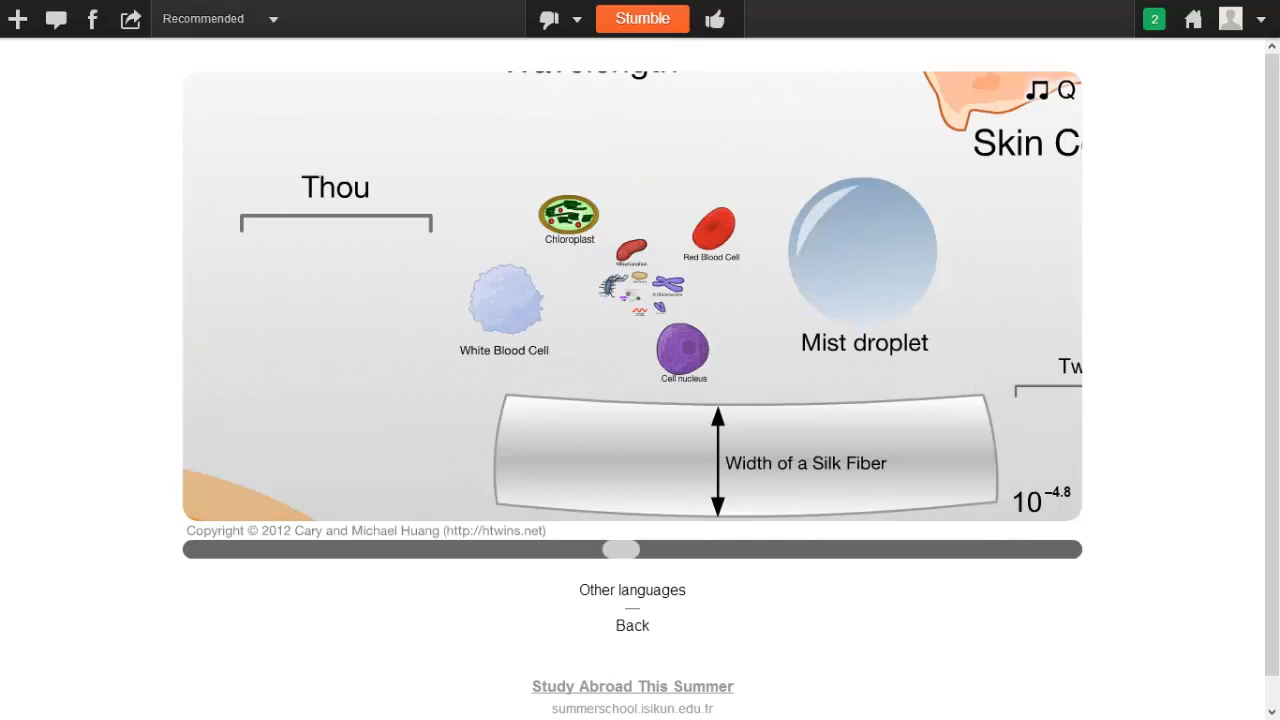 Recommended
Stumble
2
Wavelength
Q
Skin C
Thou
Chloroplast
Red Blood Cell
Mitochondrion
White Blood Cell
Mist droplet
Cell nucleus
Tw
Width of a Silk Fiber
10^-4.8
Copyright © 2012 Cary and Michael Huang (http://htwins.net)
Other languages
—
Back
Study Abroad This Summer
summerschool.isikun.edu.tr